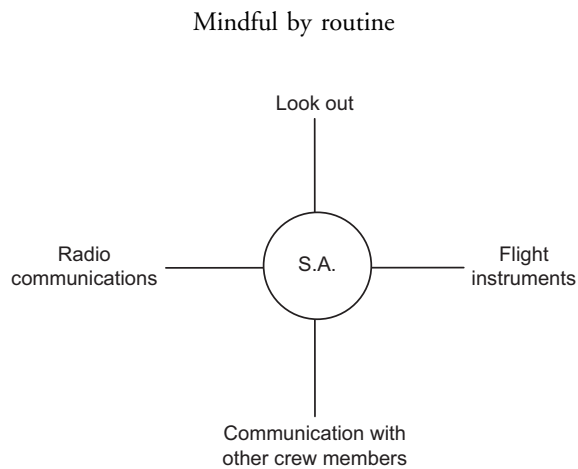 Mindful by routine
Look out
Radio
communications
S.A.
Flight
instruments
Communication with
other crew members